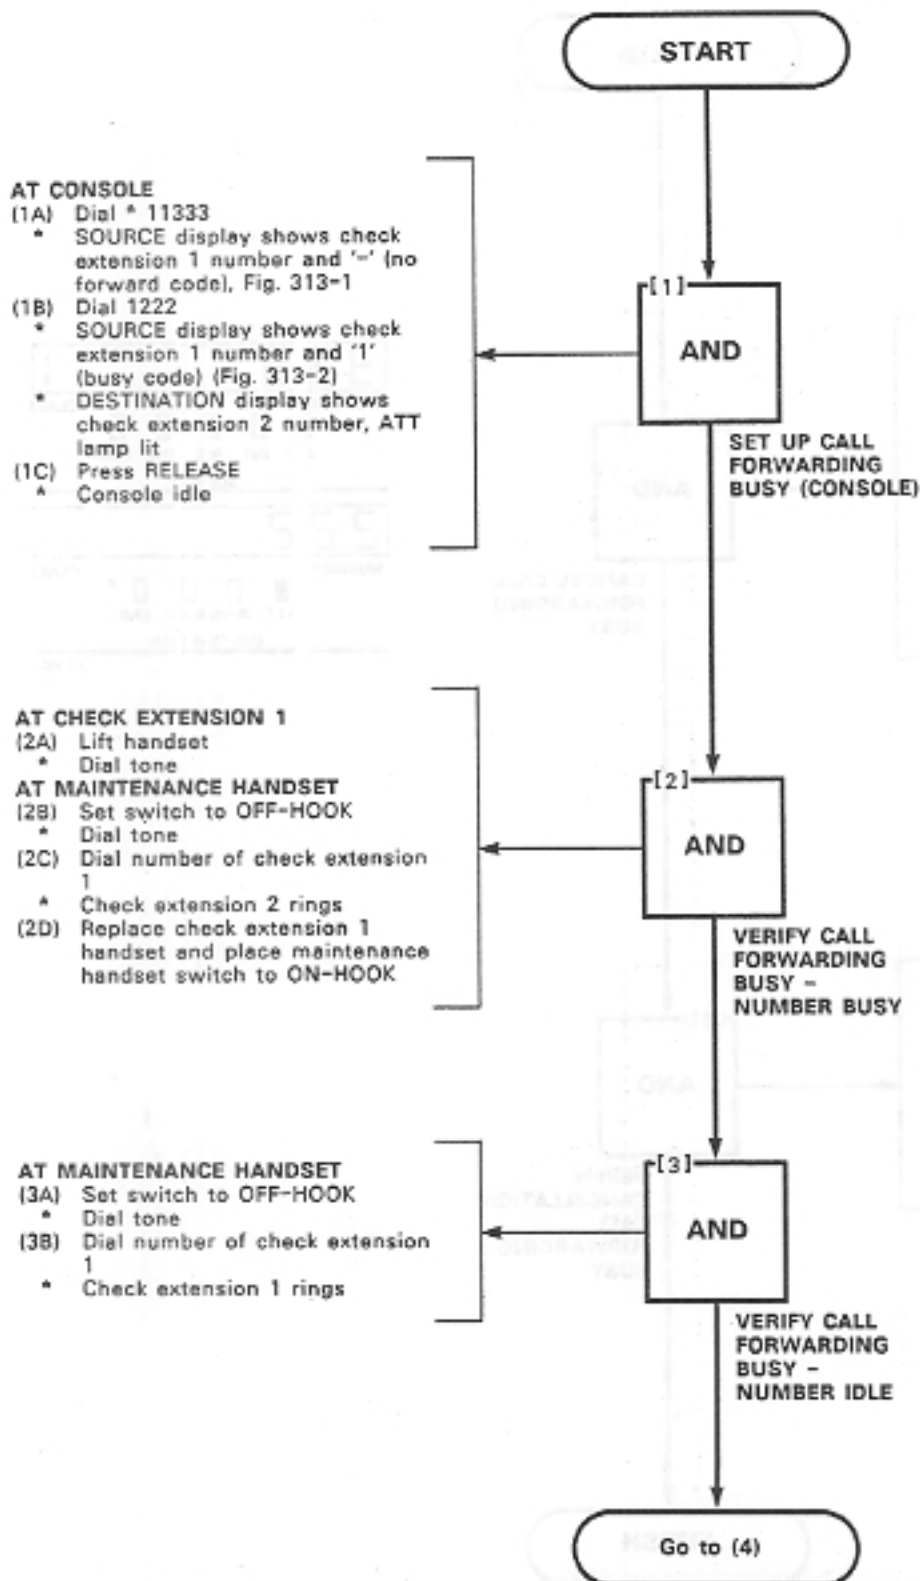 START
AT CONSOLE
(1A) Dial * 11333
* SOURCE display shows check
extension 1 number and '-' (no
forward code), Fig. 313-1
(1B) Dial 1222
* SOURCE display shows check
extension 1 number and '1'
(busy code) (Fig. 313-2)
* DESTINATION display shows
check extension 2 number, ATT
lamp lit
(1C) Press RELEASE
* Console idle
[1]
AND
SET UP CALL
FORWARDING
BUSY (CONSOLE)
AT CHECK EXTENSION 1
(2A) Lift handset
* Dial tone
AT MAINTENANCE HANDSET
(2B) Set switch to OFF-HOOK
* Dial tone
(2C) Dial number of check extension
1
* Check extension 2 rings
(2D) Replace check extension 1
handset and place maintenance
handset switch to ON-HOOK
[2]
AND
VERIFY CALL
FORWARDING
BUSY -
NUMBER BUSY
AT MAINTENANCE HANDSET
(3A) Set switch to OFF-HOOK
* Dial tone
(3B) Dial number of check extension
1
* Check extension 1 rings
[3]
AND
VERIFY CALL
FORWARDING
BUSY -
NUMBER IDLE
Go to (4)